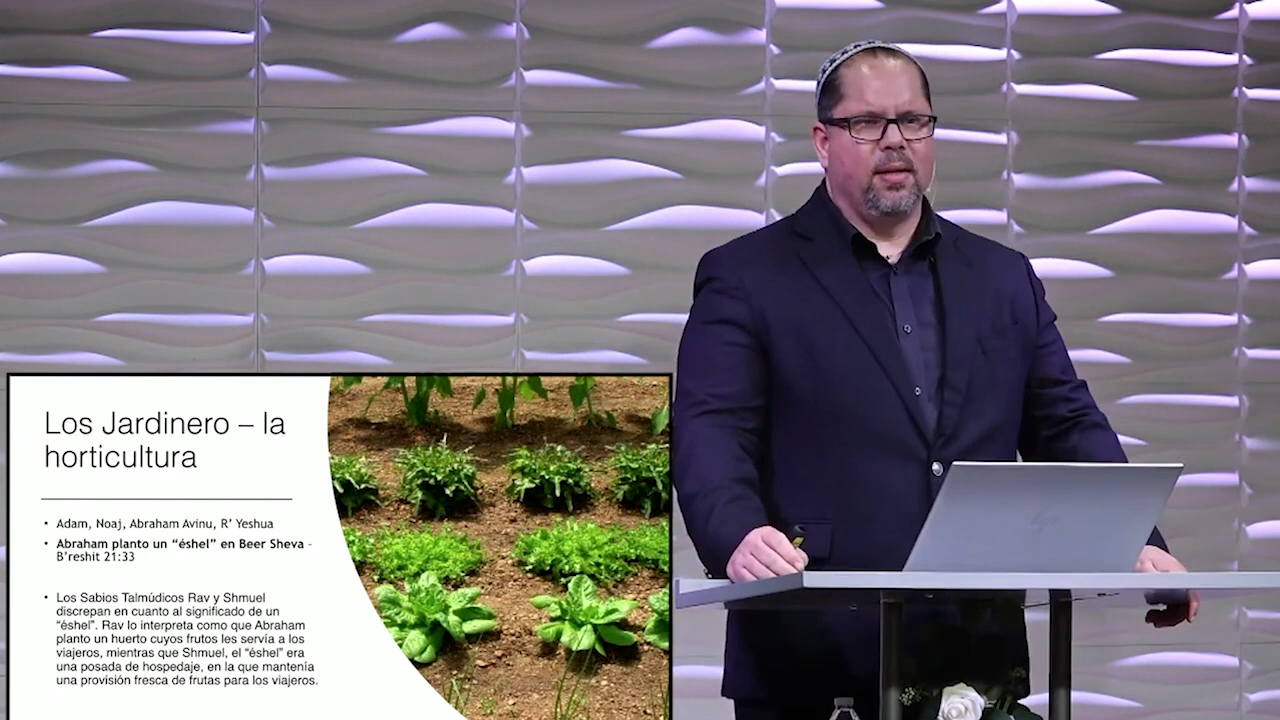 Los Jardinero – la
horticultura
• Adam, Noaj, Abraham Avinu, R’ Yeshua
• Abraham planto un “éshel” en Beer Sheva -
B’reshit 21:33
• Los Sabios Talmúdicos Rav y Shmuel
discrepan en cuanto al significado de un
“éshel”. Rav lo interpreta como que Abraham
planto un huerto cuyos frutos les servía a los
viajeros, mientras que Shmuel, el “éshel” era
una posada de hospedaje, en la que mantenía
una provisión fresca de frutas para los viajeros.
hp